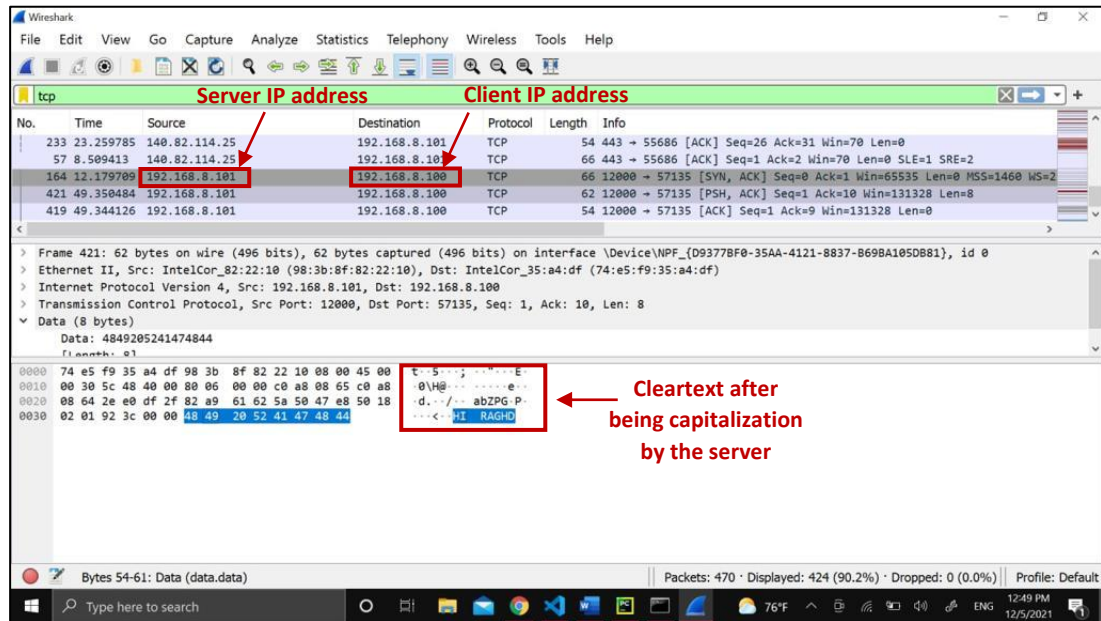 Wireshark
File Edit View Go Capture Analyze Statistics Telephony Wireless Tools Help
tcp
Server IP address Client IP address
No. Time Source Destination Protocol Length Info
233 23.259785 140.82.114.25 192.168.8.101 TCP 54 443 → 55686 [ACK] Seq=26 Ack=31 Win=70 Len=0
57 8.509413 140.82.114.25 192.168.8.101 TCP 66 443 → 55686 [ACK] Seq=1 Ack=2 Win=70 Len=0 SLE=1 SRE=2
164 12.179709 192.168.8.101 192.168.8.100 TCP 66 12000 → 57135 [SYN, ACK] Seq=0 Ack=1 Win=65535 Len=0 MSS=1460 WS=2
421 49.350484 192.168.8.101 192.168.8.100 TCP 62 12000 → 57135 [PSH, ACK] Seq=1 Ack=10 Win=131328 Len=8
419 49.344126 192.168.8.101 192.168.8.100 TCP 54 12000 → 57135 [ACK] Seq=1 Ack=9 Win=131328 Len=0
> Frame 421: 62 bytes on wire (496 bits), 62 bytes captured (496 bits) on interface \Device\NPF_{D9377BF0-35AA-4121-8837-B69BA105DB81}, id 0
> Ethernet II, Src: IntelCor_82:22:10 (98:3b:8f:82:22:10), Dst: IntelCor_35:a4:df (74:e5:f9:35:a4:df)
> Internet Protocol Version 4, Src: 192.168.8.101, Dst: 192.168.8.100
> Transmission Control Protocol, Src Port: 12000, Dst Port: 57135, Seq: 1, Ack: 10, Len: 8
Data (8 bytes)
Data: 4849205241474844
[Length: 8]
0000 74 e5 f9 35 a4 df 98 3b 8f 82 22 10 08 00 45 00 t··5···; ··"···E·
0010 00 30 5c 48 40 00 80 06 00 00 c0 a8 08 65 c0 a8 ·0\H@··· ·····e··
0020 08 64 2e e0 df 2f 82 a9 61 62 5a 50 47 e8 50 18 ·d.··/·· abZPG·P·
0030 02 01 92 3c 00 00 48 49 20 52 41 47 48 44 ···<··HI RAGHD
Cleartext after
being capitalization
by the server
Bytes 54-61: Data (data.data) Packets: 470 · Displayed: 424 (90.2%) · Dropped: 0 (0.0%) Profile: Default
Type here to search 76°F ENG 12:49 PM
12/5/2021